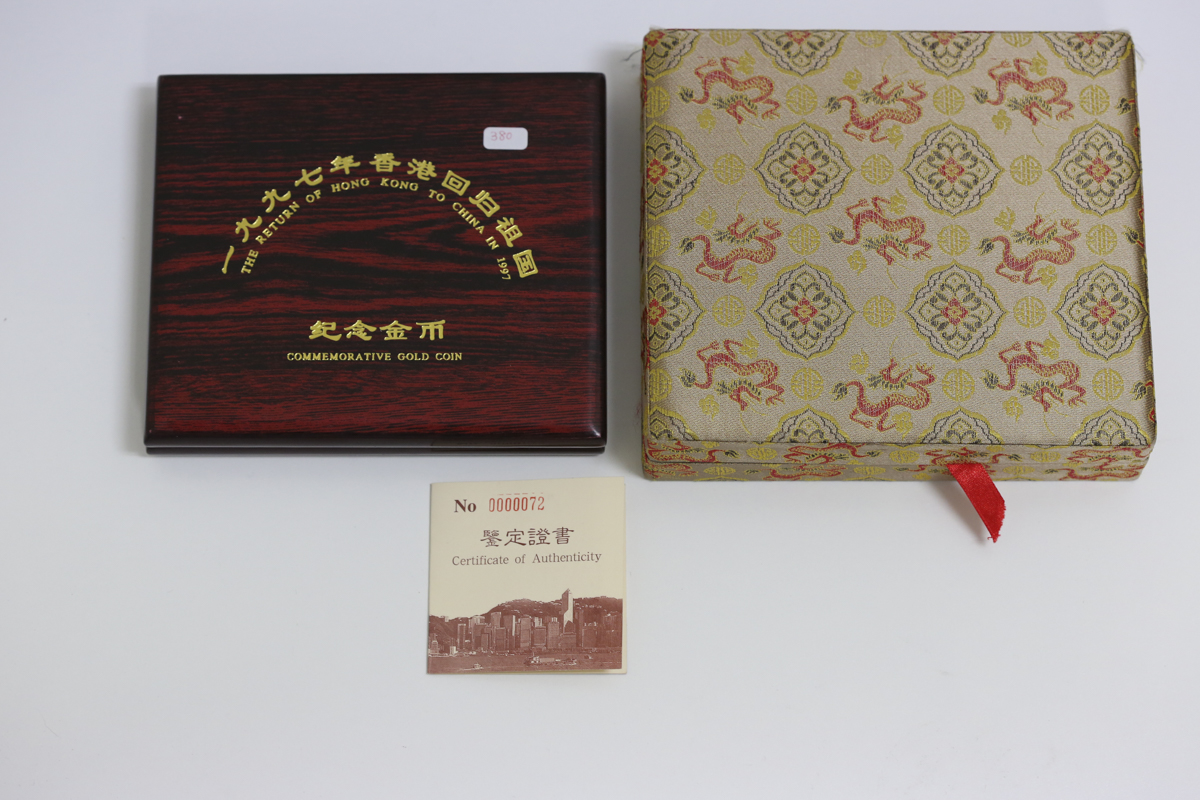 380
一九九七年香港回归祖国
THE RETURN OF HONG KONG TO CHINA IN 1997
纪念金币
COMMEMORATIVE GOLD COIN
No 0000072
鑒定證書
Certificate of Authenticity